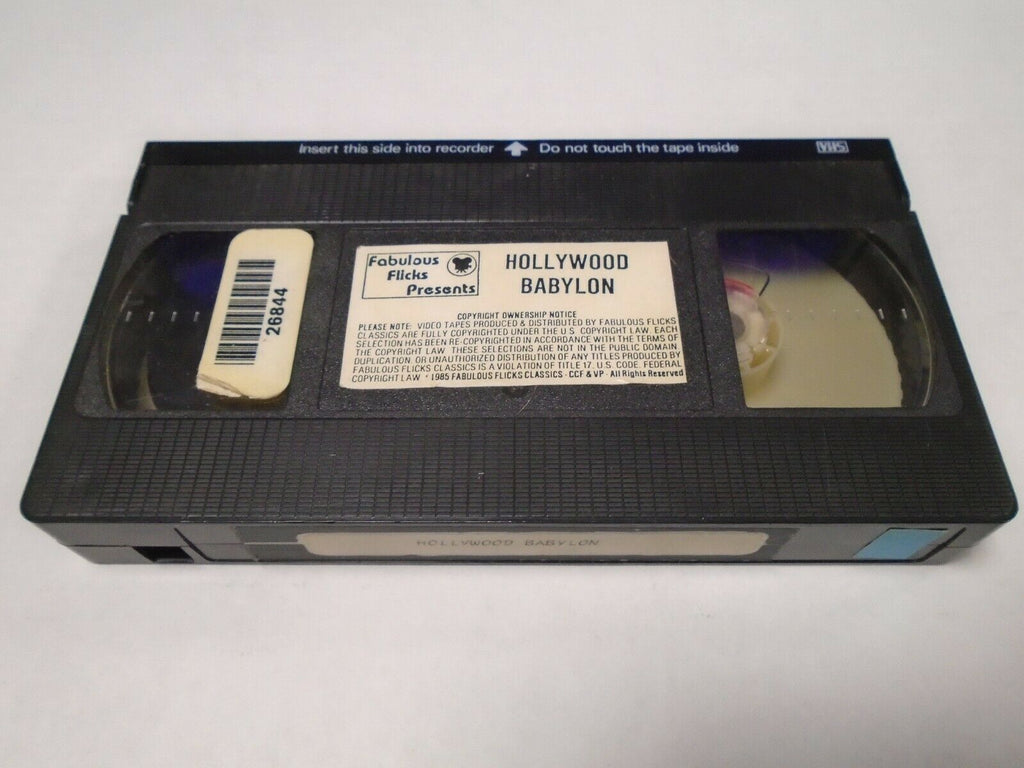 Insert this side into recorder Do not touch the tape inside VHS
26844
Fabulous
Flicks
Presents
HOLLYWOOD
BABYLON
COPYRIGHT OWNERSHIP NOTICE
PLEASE NOTE: VIDEO TAPES PRODUCED & DISTRIBUTED BY FABULOUS FLICKS
CLASSICS ARE FULLY COPYRIGHTED UNDER THE U.S. COPYRIGHT LAW. EACH
SELECTION HAS BEEN RE-COPYRIGHTED IN ACCORDANCE WITH THE TERMS OF
THE COPYRIGHT LAW. THESE SELECTIONS ARE NOT IN THE PUBLIC DOMAIN
DUPLICATION, OR UNAUTHORIZED DISTRIBUTION OF ANY TITLES PRODUCED BY
FABULOUS FLICKS CLASSICS IS A VIOLATION OF TITLE 17, U.S. CODE, FEDERAL
COPYRIGHT LAW * 1985 FABULOUS FLICKS CLASSICS - CCF & VP - All Rights Reserved
HOLLYWOOD BABYLON